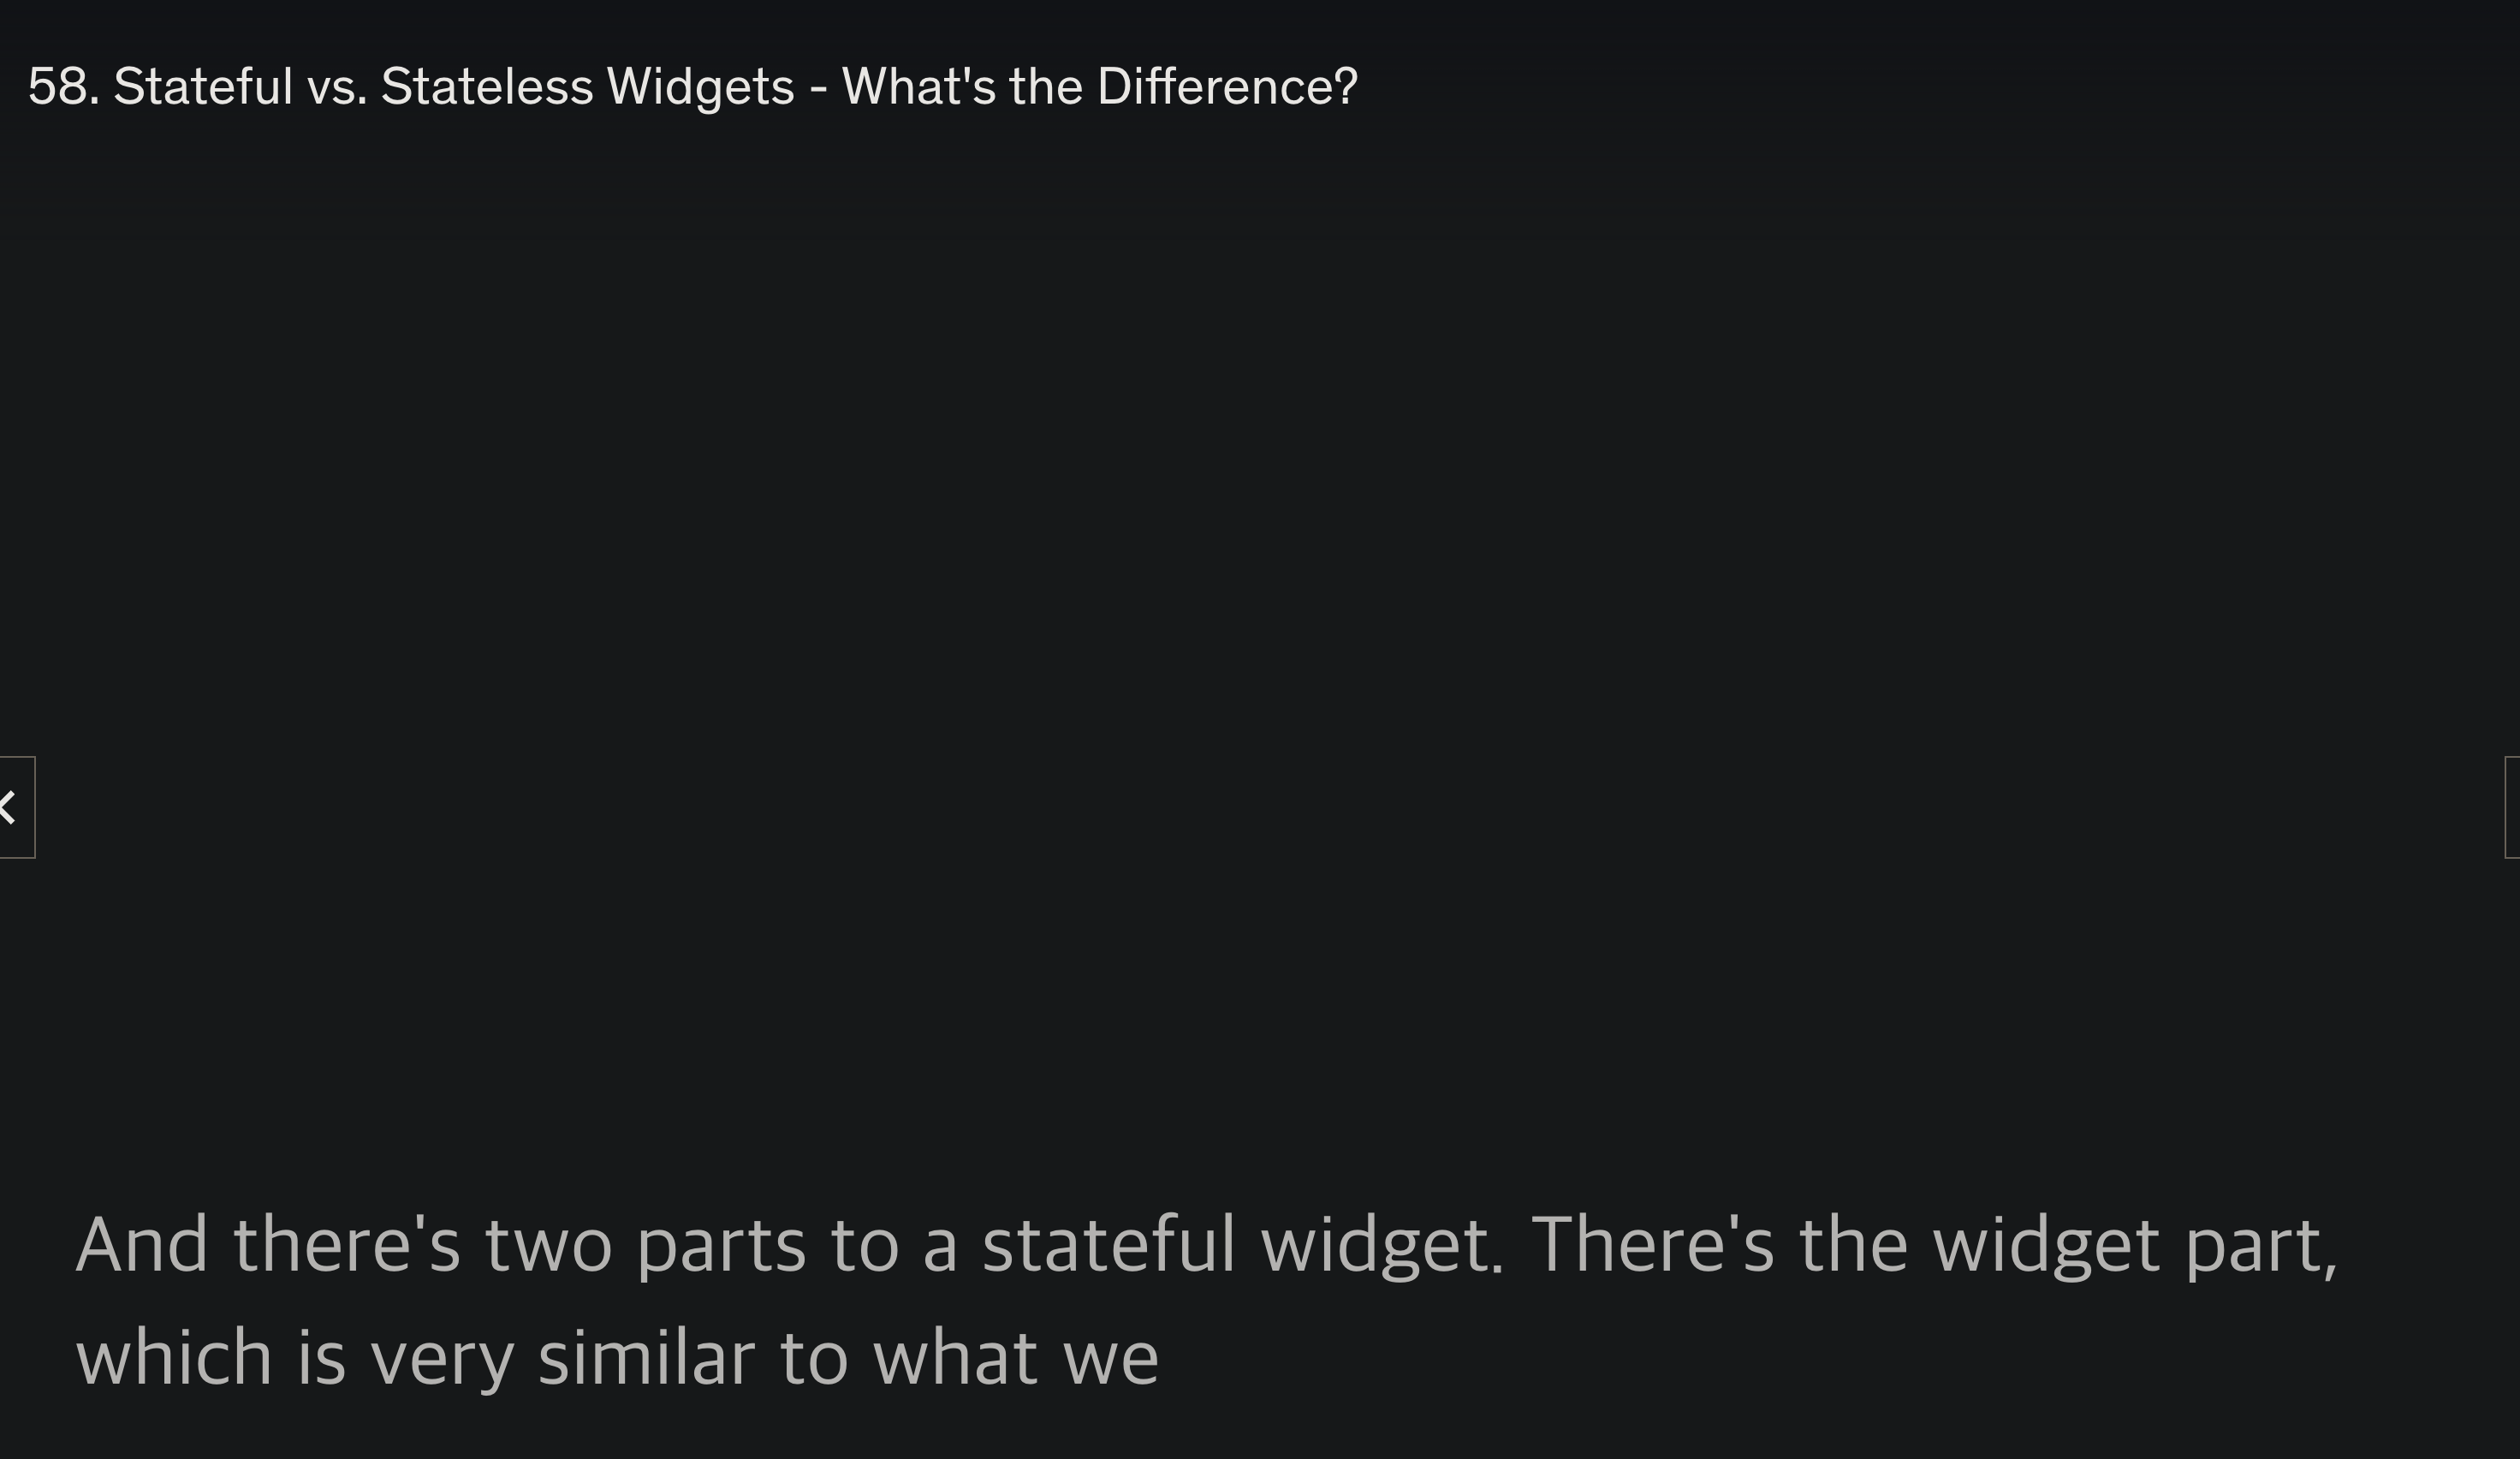 58. Stateful vs. Stateless Widgets - What's the Difference?
And there's two parts to a stateful widget. There's the widget part,
which is very similar to what we